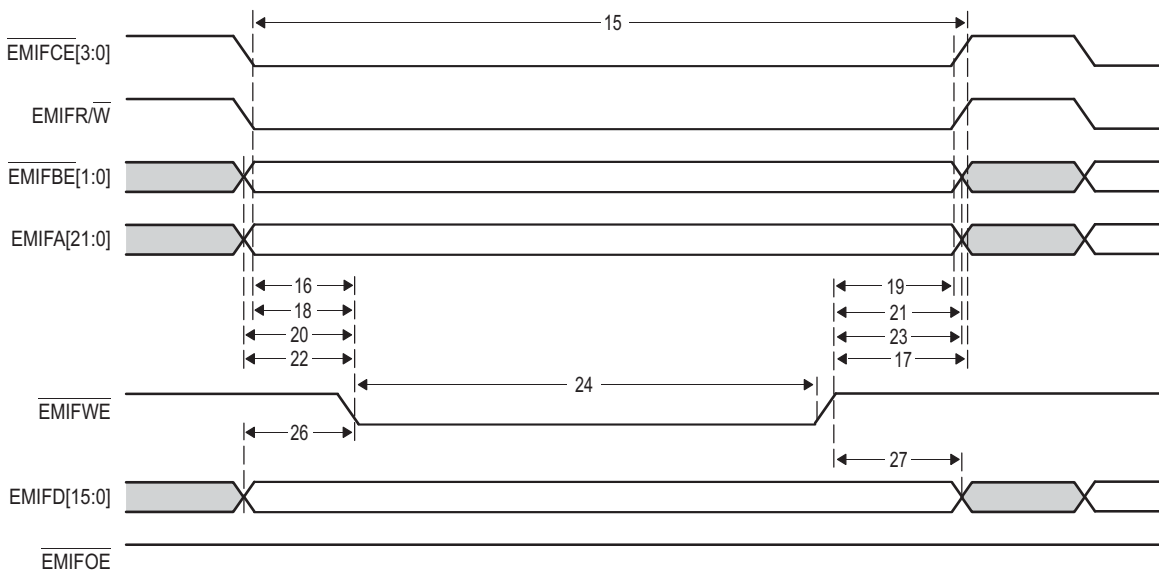 15
EMIFCE[3:0]
EMIFR/W
EMIFBE[1:0]
EMIFA[21:0]
16 19
18 21
20 23
22 17
24
EMIFWE
26
27
EMIFD[15:0]
EMIFOE